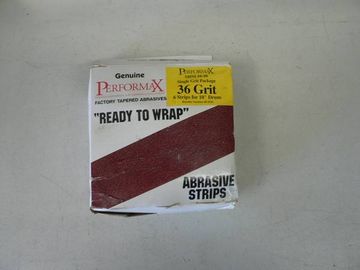 Genuine
PERFORMAX
FACTORY TAPERED ABRASIVES
PERFORMAX
Single Grit Package
36 Grit
6 Strips for 10" Drum
"READY TO WRAP"
ABRASIVE
STRIPS